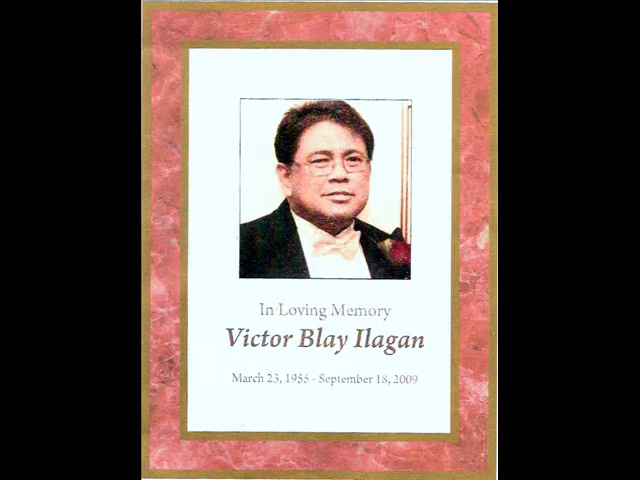 In Loving Memory
Victor Blay Ilagan
March 23, 1955 - September 18, 2009